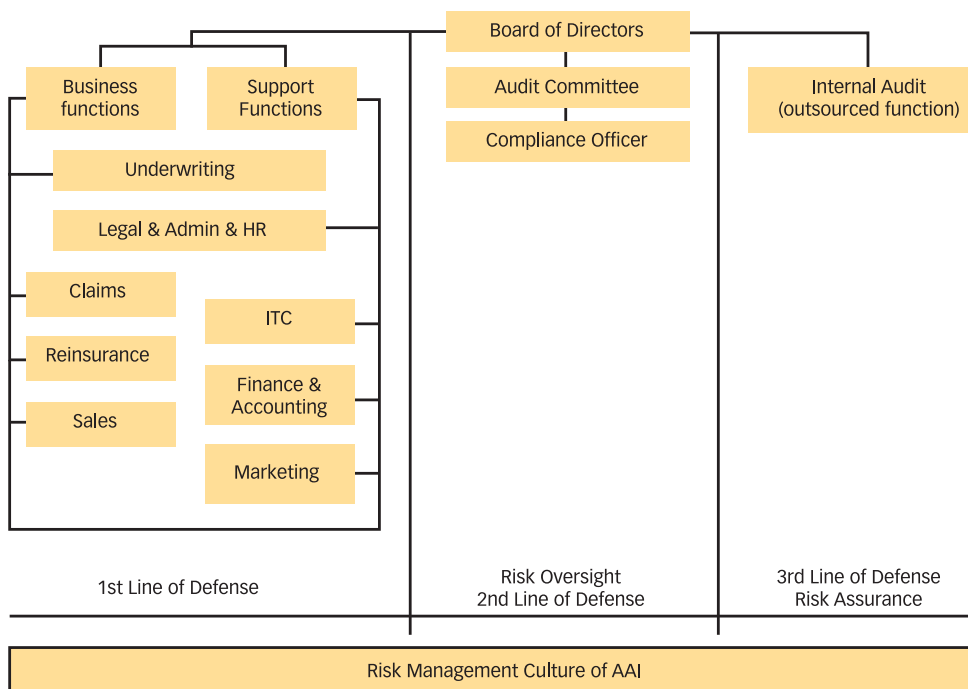 Board of Directors
Business
functions
Support
Functions
Audit Committee
Internal Audit
(outsourced function)
Compliance Officer
Underwriting
Legal & Admin & HR
Claims
ITC
Reinsurance
Finance &
Accounting
Sales
Marketing
1st Line of Defense
Risk Oversight
2nd Line of Defense
3rd Line of Defense
Risk Assurance
Risk Management Culture of AAI